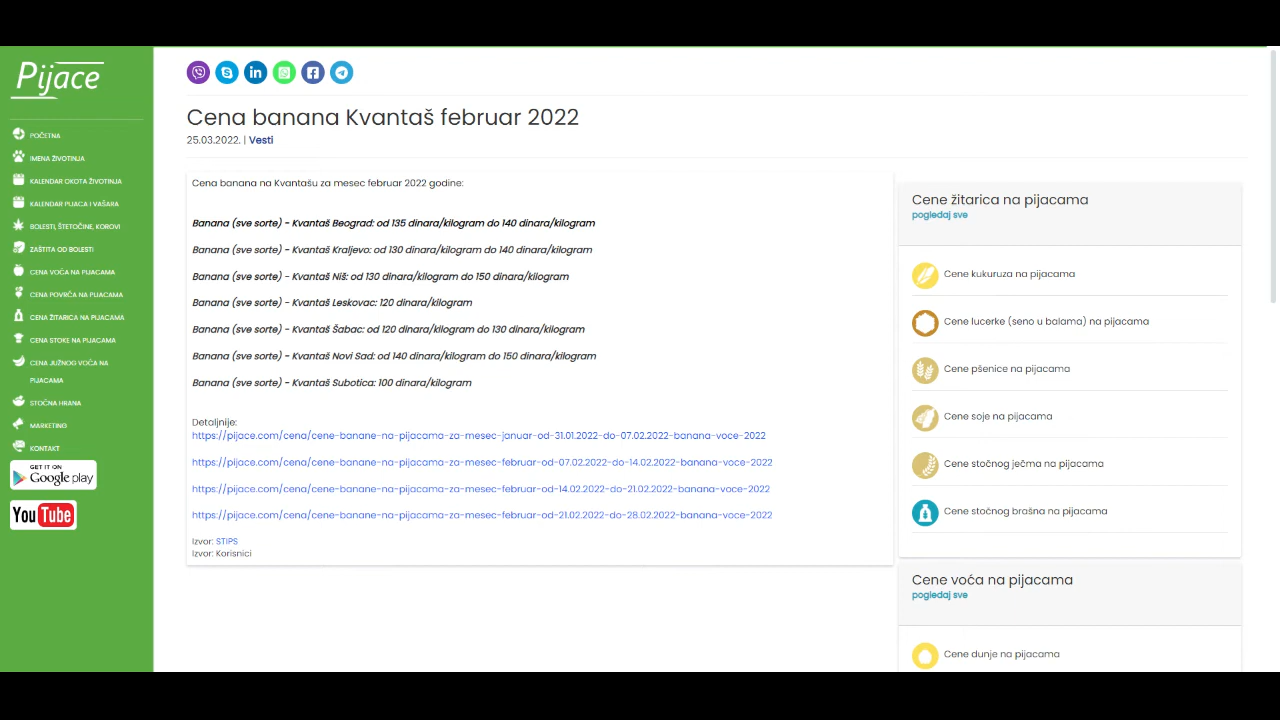 Pijace
POČETNA
IMENA ŽIVOTINJA
KALENDAR OKOTA ŽIVOTINJA
KALENDAR PIJACA I VAŠARA
BOLESTI, ŠTETOČINE, KOROVI
ZAŠTITA OD BOLESTI
CENA VOĆA NA PIJACAMA
CENA POVRĆA NA PIJACAMA
CENA ŽITARICA NA PIJACAMA
CENA STOKE NA PIJACAMA
CENA JUŽNOG VOĆA NA
PIJACAMA
STOČNA HRANA
MARKETING
KONTAKT
GET IT ON
Google play
YouTube
Cena banana Kvantaš februar 2022
25.03.2022. | Vesti
Cena banana na Kvantašu za mesec februar 2022 godine:
Banana (sve sorte) - Kvantaš Beograd: od 135 dinara/kilogram do 140 dinara/kilogram
Banana (sve sorte) - Kvantaš Kraljevo: od 130 dinara/kilogram do 140 dinara/kilogram
Banana (sve sorte) - Kvantaš Niš: od 130 dinara/kilogram do 150 dinara/kilogram
Banana (sve sorte) - Kvantaš Leskovac: 120 dinara/kilogram
Banana (sve sorte) - Kvantaš Šabac: od 120 dinara/kilogram do 130 dinara/kilogram
Banana (sve sorte) - Kvantaš Novi Sad: od 140 dinara/kilogram do 150 dinara/kilogram
Banana (sve sorte) - Kvantaš Subotica: 100 dinara/kilogram
Detaljnije:
https://pijace.com/cena/cene-banane-na-pijacama-za-mesec-januar-od-31.01.2022-do-07.02.2022-banana-voce-2022
https://pijace.com/cena/cene-banane-na-pijacama-za-mesec-februar-od-07.02.2022-do-14.02.2022-banana-voce-2022
https://pijace.com/cena/cene-banane-na-pijacama-za-mesec-februar-od-14.02.2022-do-21.02.2022-banana-voce-2022
https://pijace.com/cena/cene-banane-na-pijacama-za-mesec-februar-od-21.02.2022-do-28.02.2022-banana-voce-2022
Izvor: STIPS
Izvor: Korisnici
Cene žitarica na pijacama
pogledaj sve
Cene kukuruza na pijacama
Cene lucerke (seno u balama) na pijacama
Cene pšenice na pijacama
Cene soje na pijacama
Cene stočnog ječma na pijacama
Cene stočnog brašna na pijacama
Cene voća na pijacama
pogledaj sve
Cene dunje na pijacama